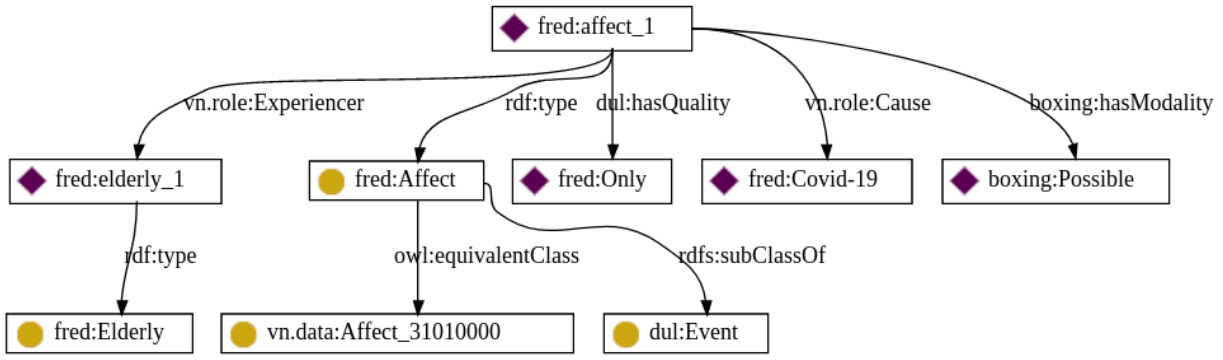 fred:affect_1
vn.role:Experiencer
rdf:type
dul:hasQuality
vn.role:Cause
boxing:hasModality
fred:elderly_1
fred:Affect
fred:Only
fred:Covid-19
boxing:Possible
rdf:type
owl:equivalentClass
rdfs:subClassOf
fred:Elderly
vn.data:Affect_31010000
dul:Event